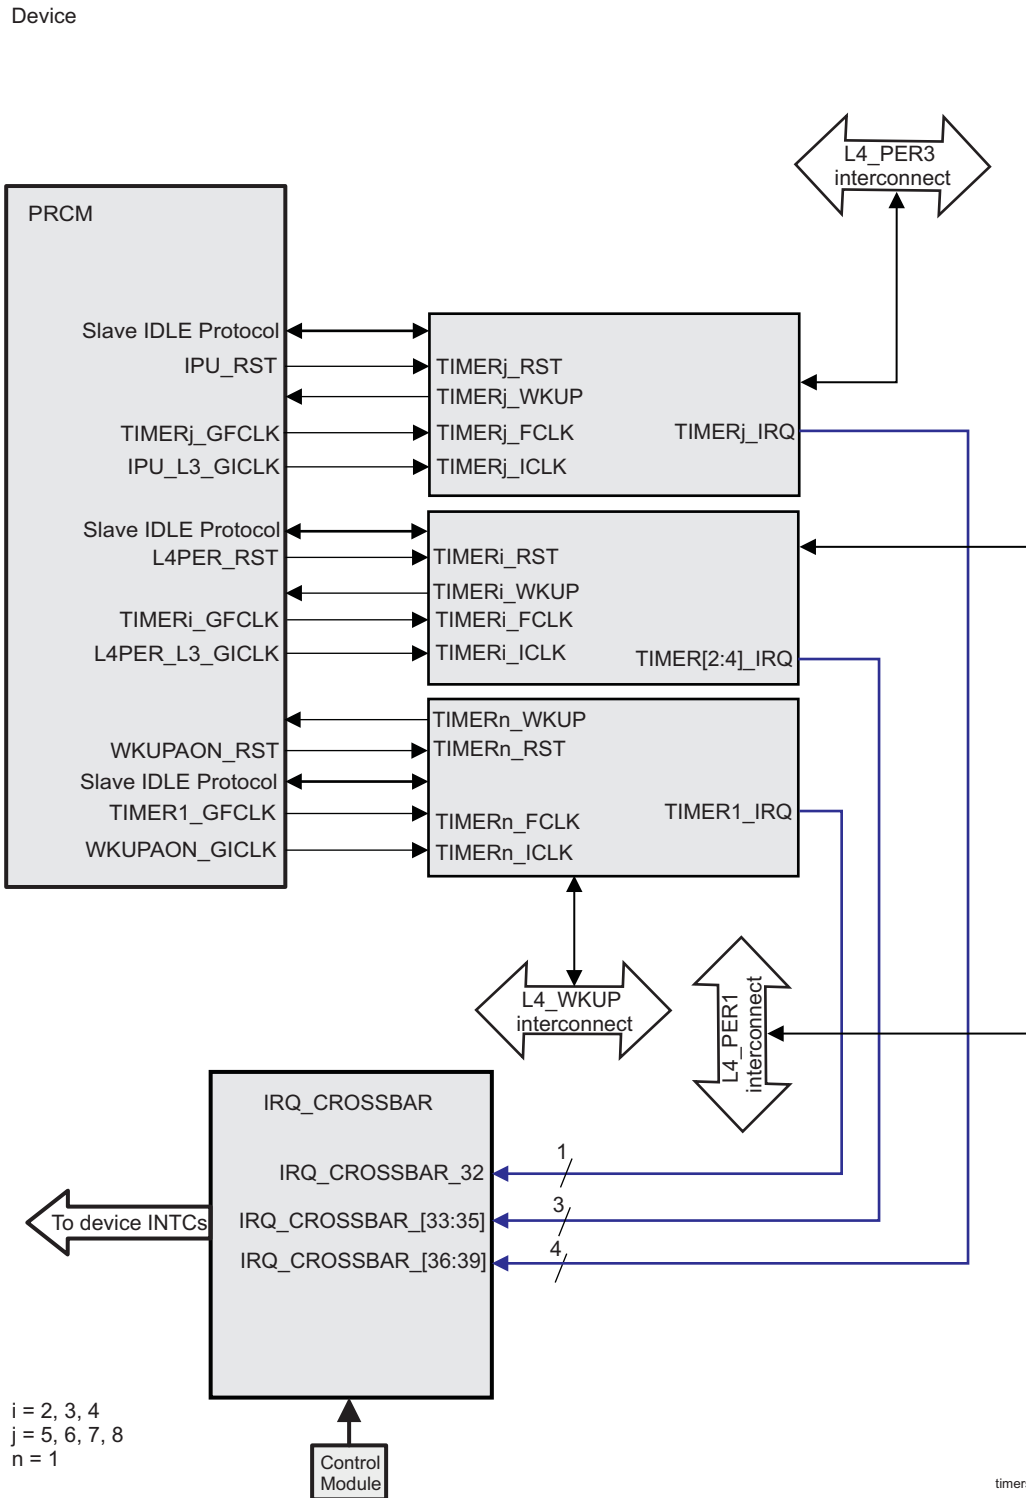 Device
L4_PER3
interconnect
PRCM
Slave IDLE Protocol
IPU_RST
TIMERj_RST
TIMERj_WKUP
TIMERj_GFCLK
TIMERj_FCLK
TIMERj_IRQ
IPU_L3_GICLK
TIMERj_ICLK
Slave IDLE Protocol
L4PER_RST
TIMERi_RST
TIMERi_WKUP
TIMERi_GFCLK
TIMERi_FCLK
L4PER_L3_GICLK
TIMERi_ICLK
TIMER[2:4]_IRQ
TIMERn_WKUP
WKUPAON_RST
TIMERn_RST
Slave IDLE Protocol
TIMER1_GFCLK
TIMERn_FCLK
TIMER1_IRQ
WKUPAON_GICLK
TIMERn_ICLK
L4_WKUP
interconnect
L4_PER1
interconnect
IRQ_CROSSBAR
1
IRQ_CROSSBAR_32
3
To device INTCs
IRQ_CROSSBAR_[33:35]
4
IRQ_CROSSBAR_[36:39]
i = 2, 3, 4
j = 5, 6, 7, 8
n = 1
Control
Module
timers